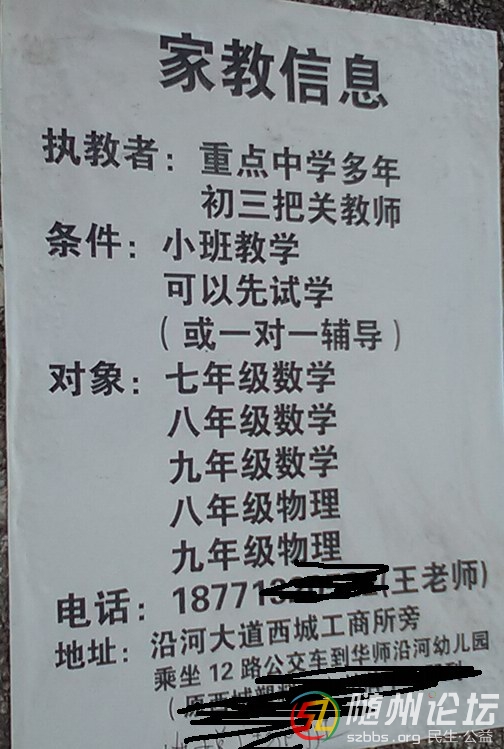 家教信息
执教者：重点中学多年
初三把关教师
条件：小班教学
可以先试学
（或一对一辅导）
对象：七年级数学
八年级数学
九年级数学
八年级物理
九年级物理
电话：18771 (王老师)
地址：沿河大道西城工商所旁
乘坐12路公交车到华师沿河幼儿园
随州论坛
szbbs.org 民生·公益